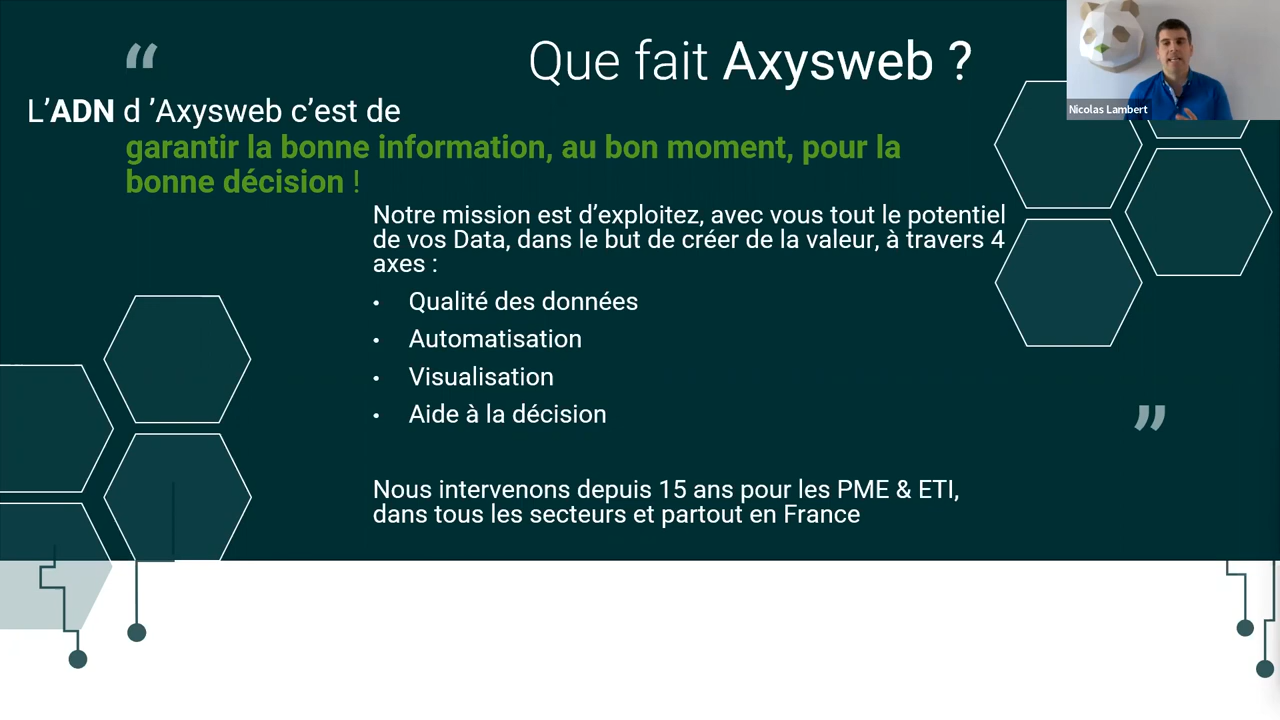 “
Que fait Axysweb ?
Nicolas Lambert
L’ADN d ’Axysweb c’est de
garantir la bonne information, au bon moment, pour la
bonne décision !
Notre mission est d’exploitez, avec vous tout le potentiel
de vos Data, dans le but de créer de la valeur, à travers 4
axes :
• Qualité des données
• Automatisation
• Visualisation
• Aide à la décision
”
Nous intervenons depuis 15 ans pour les PME & ETI,
dans tous les secteurs et partout en France